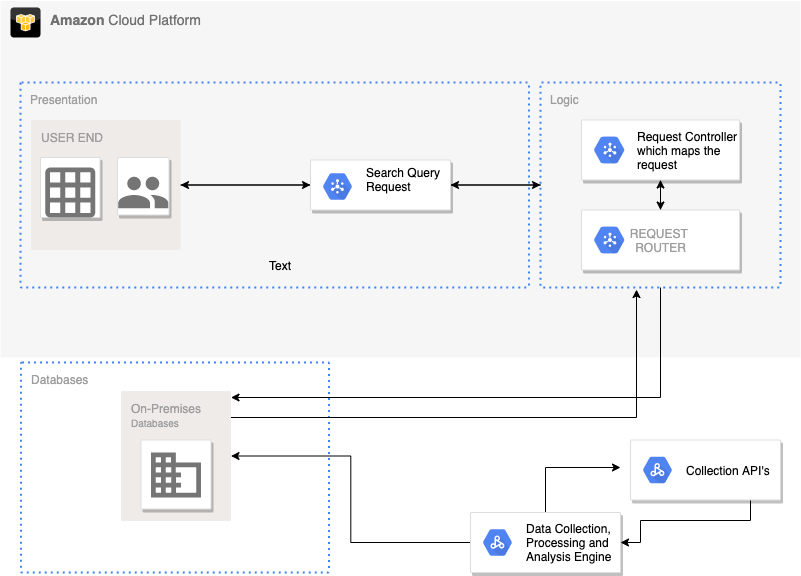 Amazon Cloud Platform
Presentation
USER END
Search Query
Request
Text
Logic
Request Controller
which maps the
request
REQUEST
ROUTER
Databases
On-Premises
Databases
Collection API's
Data Collection,
Processing and
Analysis Engine